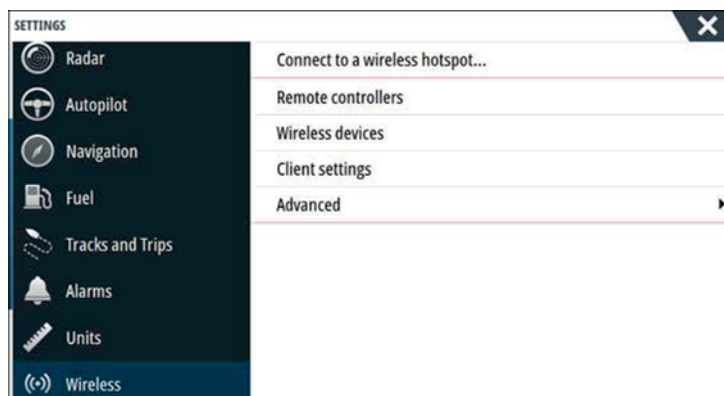 SETTINGS
Radar
Autopilot
Navigation
Fuel
Tracks and Trips
Alarms
Units
Wireless
Connect to a wireless hotspot...
Remote controllers
Wireless devices
Client settings
Advanced